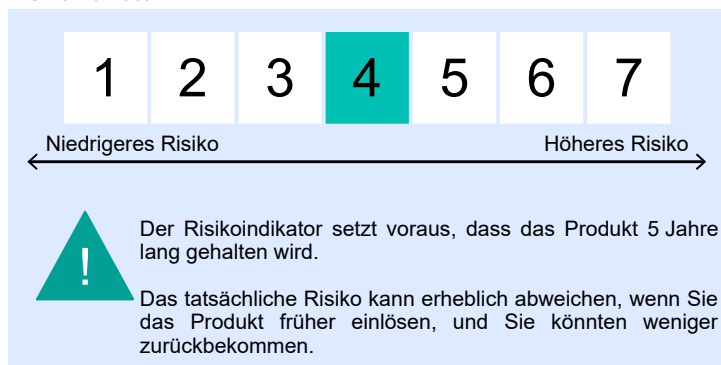 1 2 3 4 5 6 7
Niedrigeres Risiko Höheres Risiko
!
Der Risikoindikator setzt voraus, dass das Produkt 5 Jahre
lang gehalten wird.
Das tatsächliche Risiko kann erheblich abweichen, wenn Sie
das Produkt früher einlösen, und Sie könnten weniger
zurückbekommen.